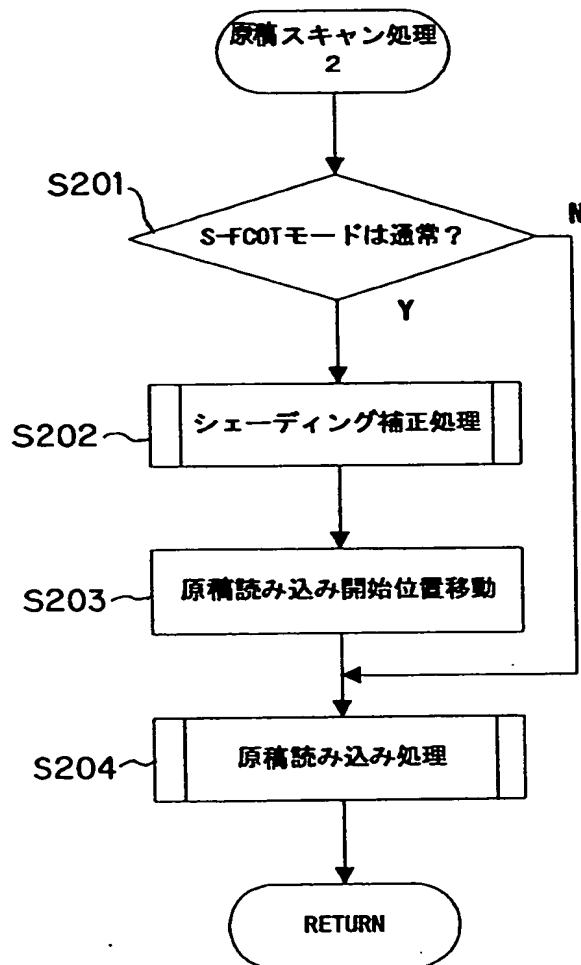 原稿スキャン処理
2
S201
S-FCOTモードは通常？
N
Y
S202
シェーディング補正処理
S203
原稿読み込み開始位置移動
S204
原稿読み込み処理
RETURN